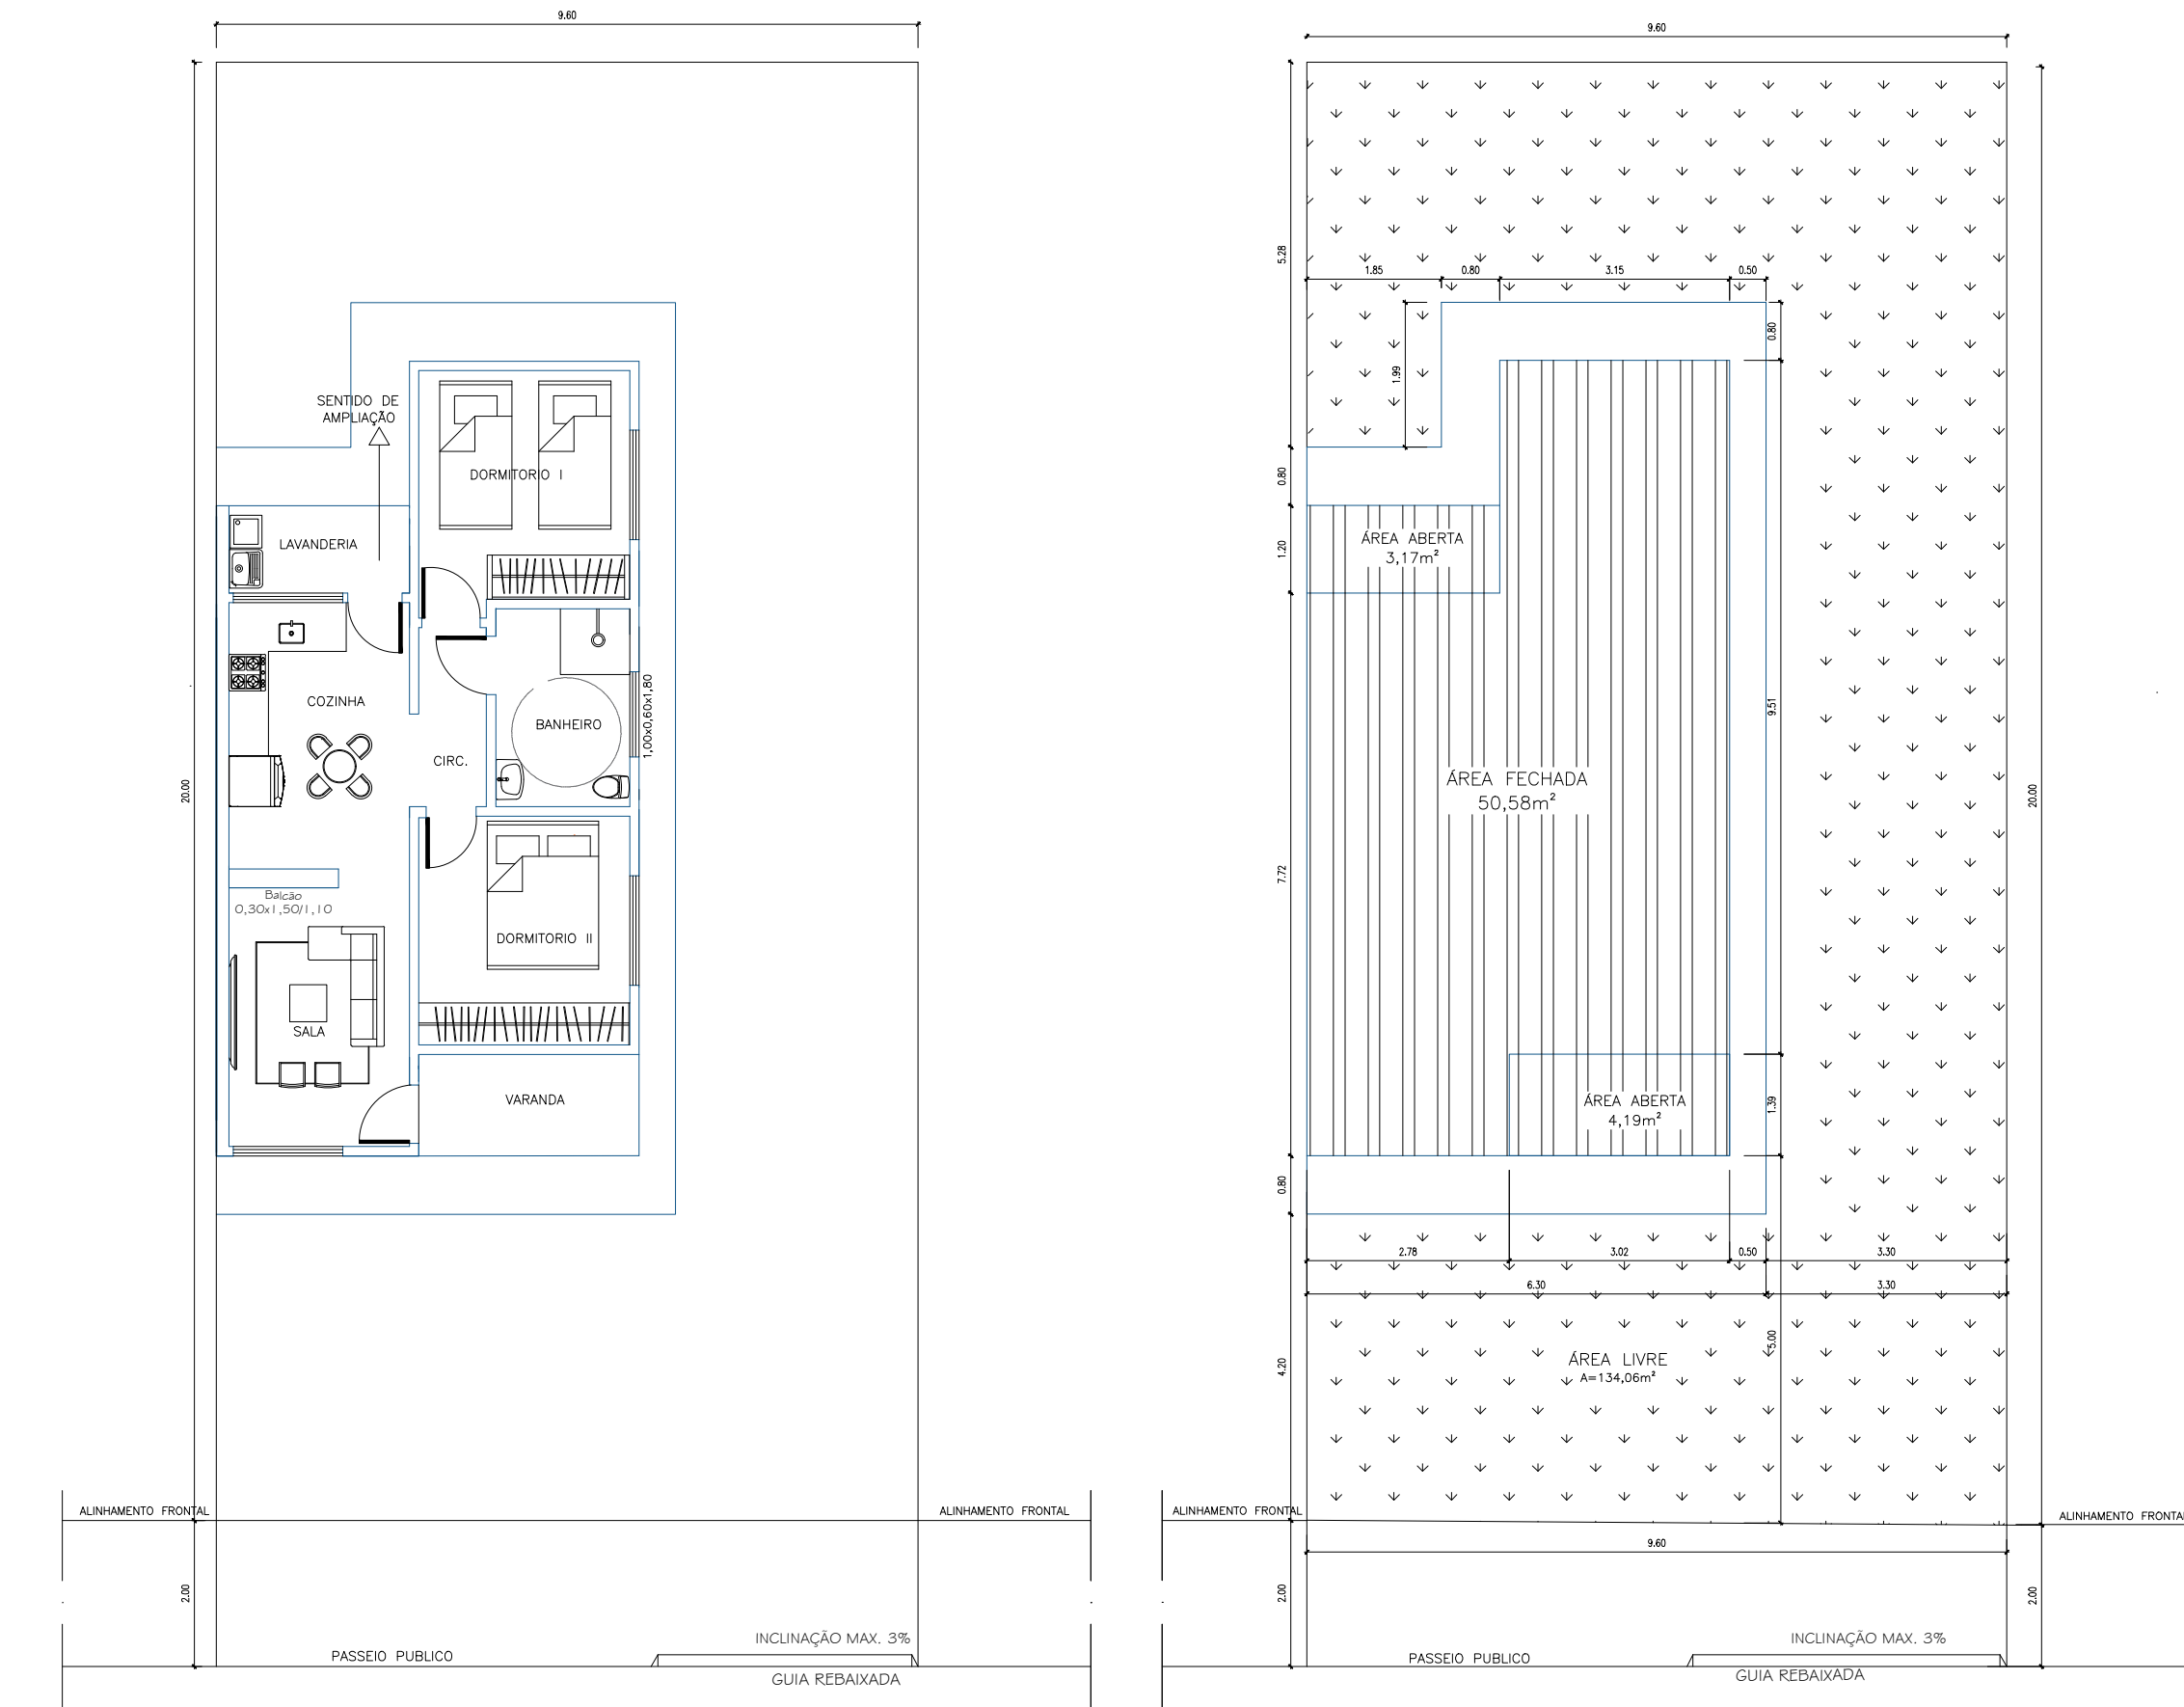 9.60
20.00
SENTIDO DE
AMPLIAÇÃO
DORMITORIO I
LAVANDERIA
COZINHA
BANHEIRO
1,00x0,60x1,80
CIRC.
Balcão
0,30x1,50/1,10
DORMITORIO II
SALA
VARANDA
ALINHAMENTO FRONTAL
ALINHAMENTO FRONTAL
2.00
INCLINAÇÃO MAX. 3%
PASSEIO PUBLICO
GUIA REBAIXADA
9.60
5.28
1.85
0.80
3.15
0.50
0.80
1.99
0.80
1.20
ÁREA ABERTA
3,17m²
9.51
ÁREA FECHADA
50,58m²
20.00
7.72
ÁREA ABERTA
4,19m²
1.39
0.80
2.78
3.02
0.50
3.30
6.30
3.30
5.00
4.20
ÁREA LIVRE
A=134,06m²
ALINHAMENTO FRONTAL
ALINHAMENTO FRONTAL
9.60
2.00
2.00
INCLINAÇÃO MAX. 3%
PASSEIO PUBLICO
GUIA REBAIXADA